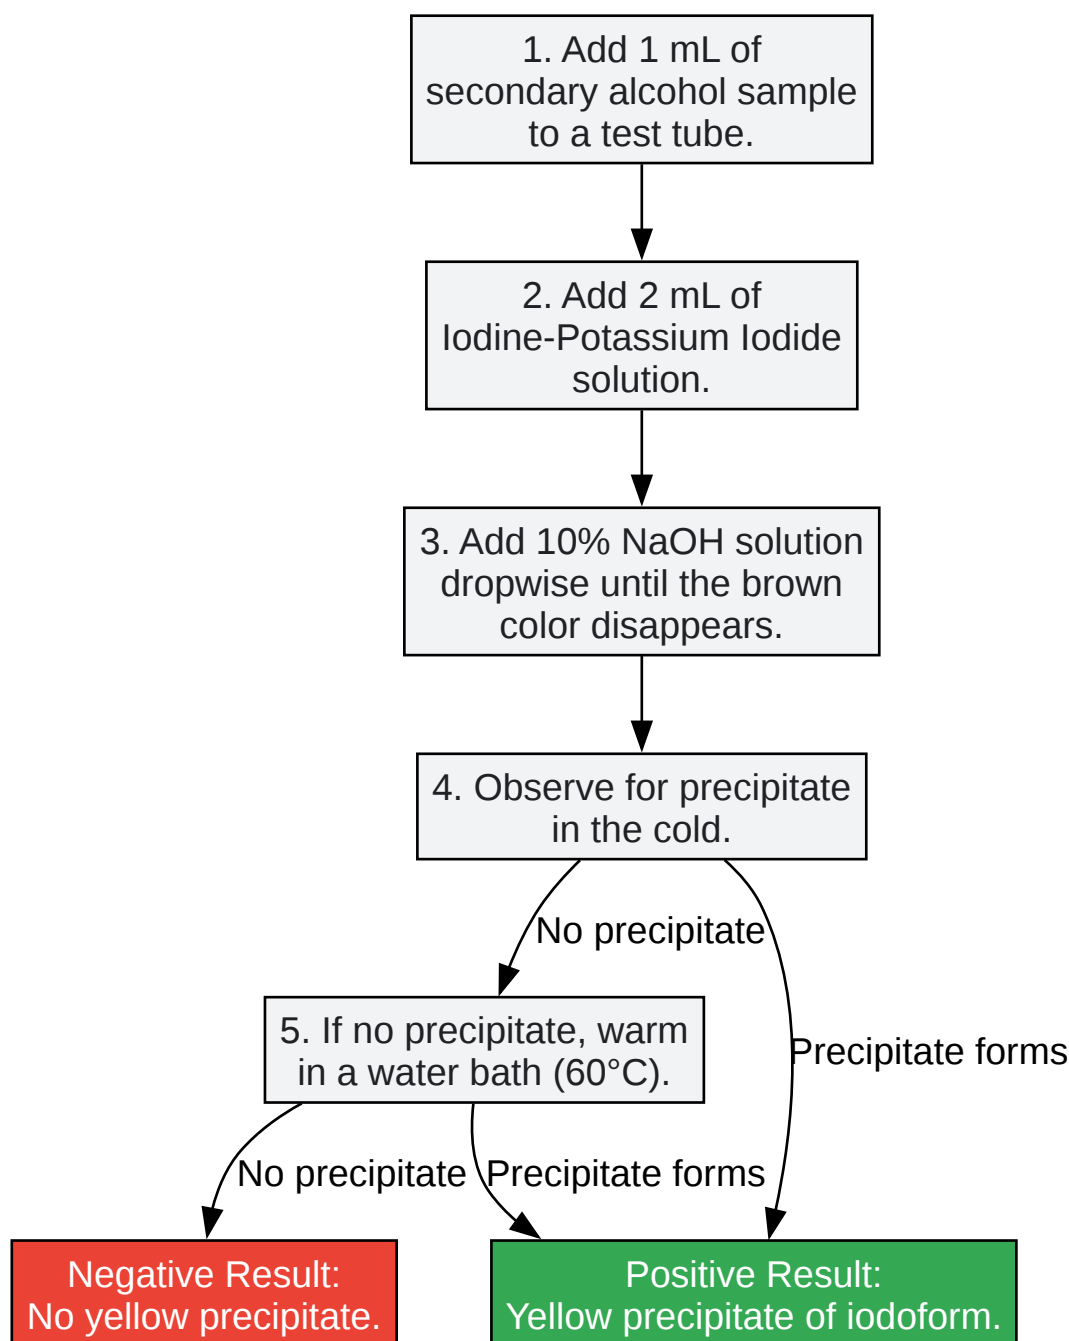 1. Add 1 mL of
secondary alcohol sample
to a test tube.
2. Add 2 mL of
Iodine-Potassium Iodide
solution.
3. Add 10% NaOH solution
dropwise until the brown
color disappears.
4. Observe for precipitate
in the cold.
No precipitate
Precipitate forms
5. If no precipitate, warm
in a water bath (60°C).
No precipitate
Precipitate forms
Negative Result:
No yellow precipitate.
Positive Result:
Yellow precipitate of iodoform.